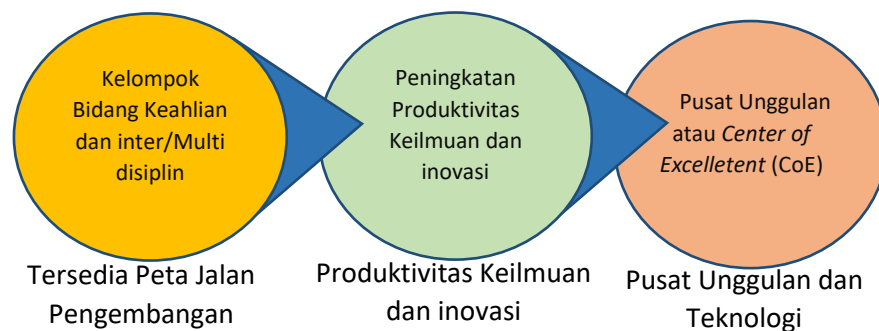 Kelompok
Bidang Keahlian
dan inter/Multi
disiplin
Peningkatan
Produktivitas
Keilmuan dan
inovasi
Pusat Unggulan
atau Center of
Excelletent (CoE)
Tersedia Peta Jalan
Pengembangan
Produktivitas Keilmuan
dan inovasi
Pusat Unggulan dan
Teknologi